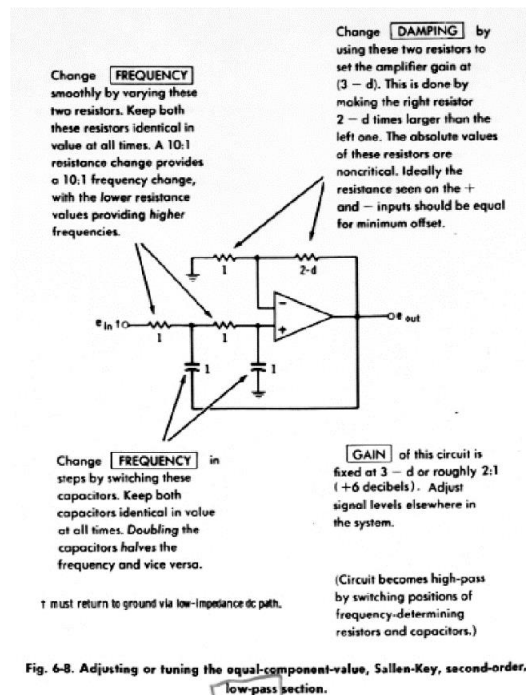 Change FREQUENCY
smoothly by varying these
two resistors. Keep both
these resistors identical in
value at all times. A 10:1
resistance change provides
a 10:1 frequency change,
with the lower resistance
values providing higher
frequencies.
Change DAMPING by
using these two resistors to
set the amplifier gain at
(3 – d). This is done by
making the right resistor
2 – d times larger than the
left one. The absolute values
of these resistors are
noncritical. Ideally the
resistance seen on the +
and – inputs should be equal
for minimum offset.
1
2-d
e in †
1
1
–
+
e out
1
1
Change FREQUENCY in
steps by switching these
capacitors. Keep both
capacitors identical in value
at all times. Doubling the
capacitors halves the
frequency and vice versa.
† must return to ground via low-impedance dc path.
GAIN of this circuit is
fixed at 3 – d or roughly 2:1
(+6 decibels). Adjust
signal levels elsewhere in
the system.
(Circuit becomes high-pass
by switching positions of
frequency-determining
resistors and capacitors.)
Fig. 6-8. Adjusting or tuning the equal-component-value, Sallen-Key, second-order,
low-pass section.